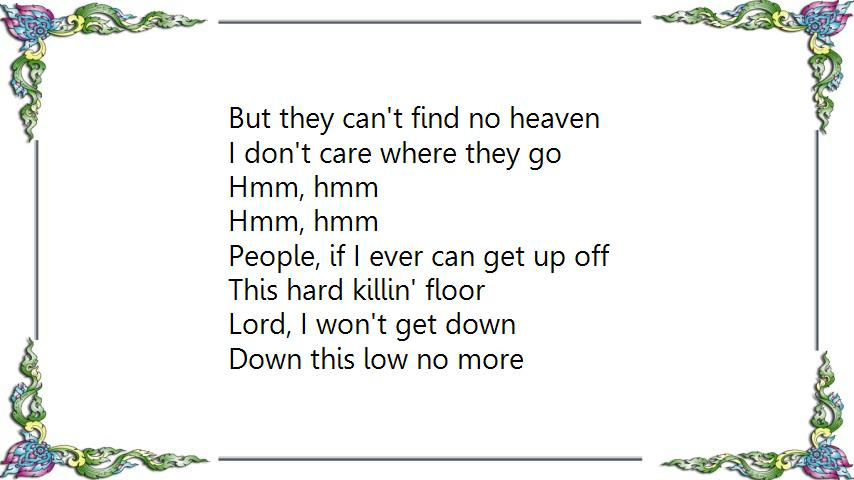 But they can't find no heaven
I don't care where they go
Hmm, hmm
Hmm, hmm
People, if I ever can get up off
This hard killin' floor
Lord, I won't get down
Down this low no more